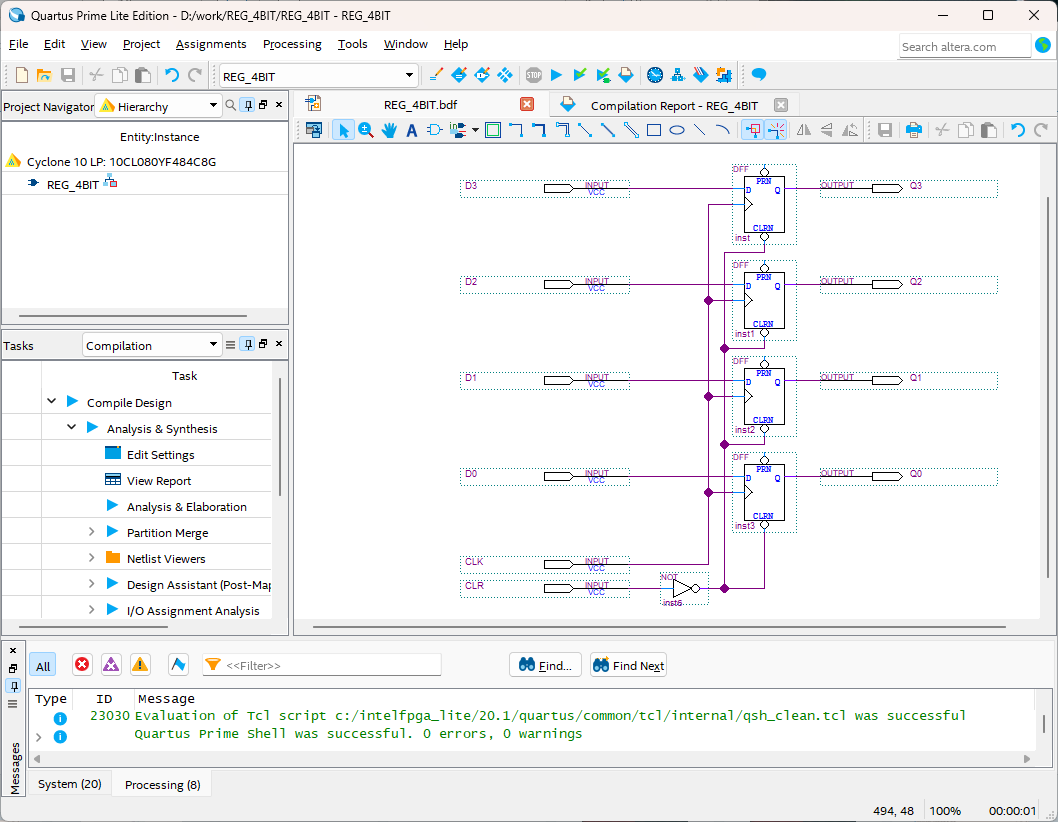 Quartus Prime Lite Edition - D:/work/REG_4BIT/REG_4BIT - REG_4BIT
File Edit View Project Assignments Processing Tools Window Help
Search altera.com
REG_4BIT
STOP
Project Navigator Hierarchy
REG_4BIT.bdf
Compilation Report - REG_4BIT
Entity:Instance
Cyclone 10 LP: 10CL080YF484C8G
REG_4BIT
Tasks Compilation
Task
Compile Design
Analysis & Synthesis
Edit Settings
View Report
Analysis & Elaboration
Partition Merge
Netlist Viewers
Design Assistant (Post-Map
I/O Assignment Analysis
DFF
D3 INPUT VCC
PRN
D Q
CLRN
inst
OUTPUT Q3
DFF
D2 INPUT VCC
PRN
D Q
CLRN
inst1
OUTPUT Q2
DFF
D1 INPUT VCC
PRN
D Q
CLRN
inst2
OUTPUT Q1
DFF
D0 INPUT VCC
PRN
D Q
CLRN
inst3
OUTPUT Q0
CLK INPUT VCC
CLR INPUT VCC
NOT
inst6
All
<<Filter>>
Find...
Find Next
Type ID Message
23030 Evaluation of Tcl script c:/intelfpga_lite/20.1/quartus/common/tcl/internal/qsh_clean.tcl was successful
Quartus Prime Shell was successful. 0 errors, 0 warnings
Messages
System (20) Processing (8)
494, 48 100% 00:00:01